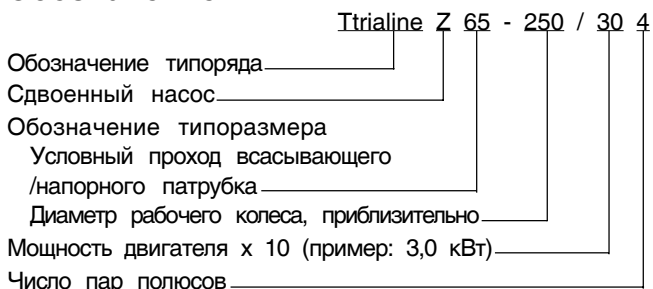 Ttrialine Z 65 - 250 / 30 4
Обозначение типоряда
Сдвоенный насос
Обозначение типоразмера
Условный проход всасывающего
/напорного патрубка
Диаметр рабочего колеса, приблизительно
Мощность двигателя x 10 (пример: 3,0 кВт)
Число пар полюсов